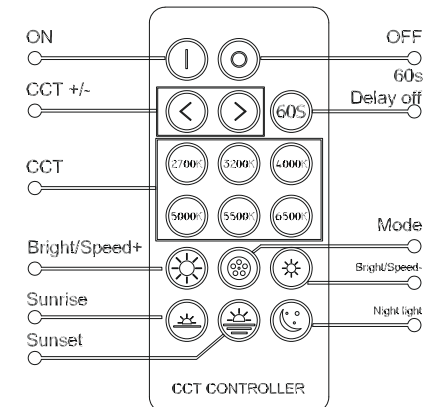 ON
OFF
60s
Delay off
CCT +/-
60S
CCT
2700K
3200K
4000K
5000K
5500K
6500K
Mode
Bright/Speed+
Bright/Speed-
Sunrise
Night light
Sunset
CCT CONTROLLER